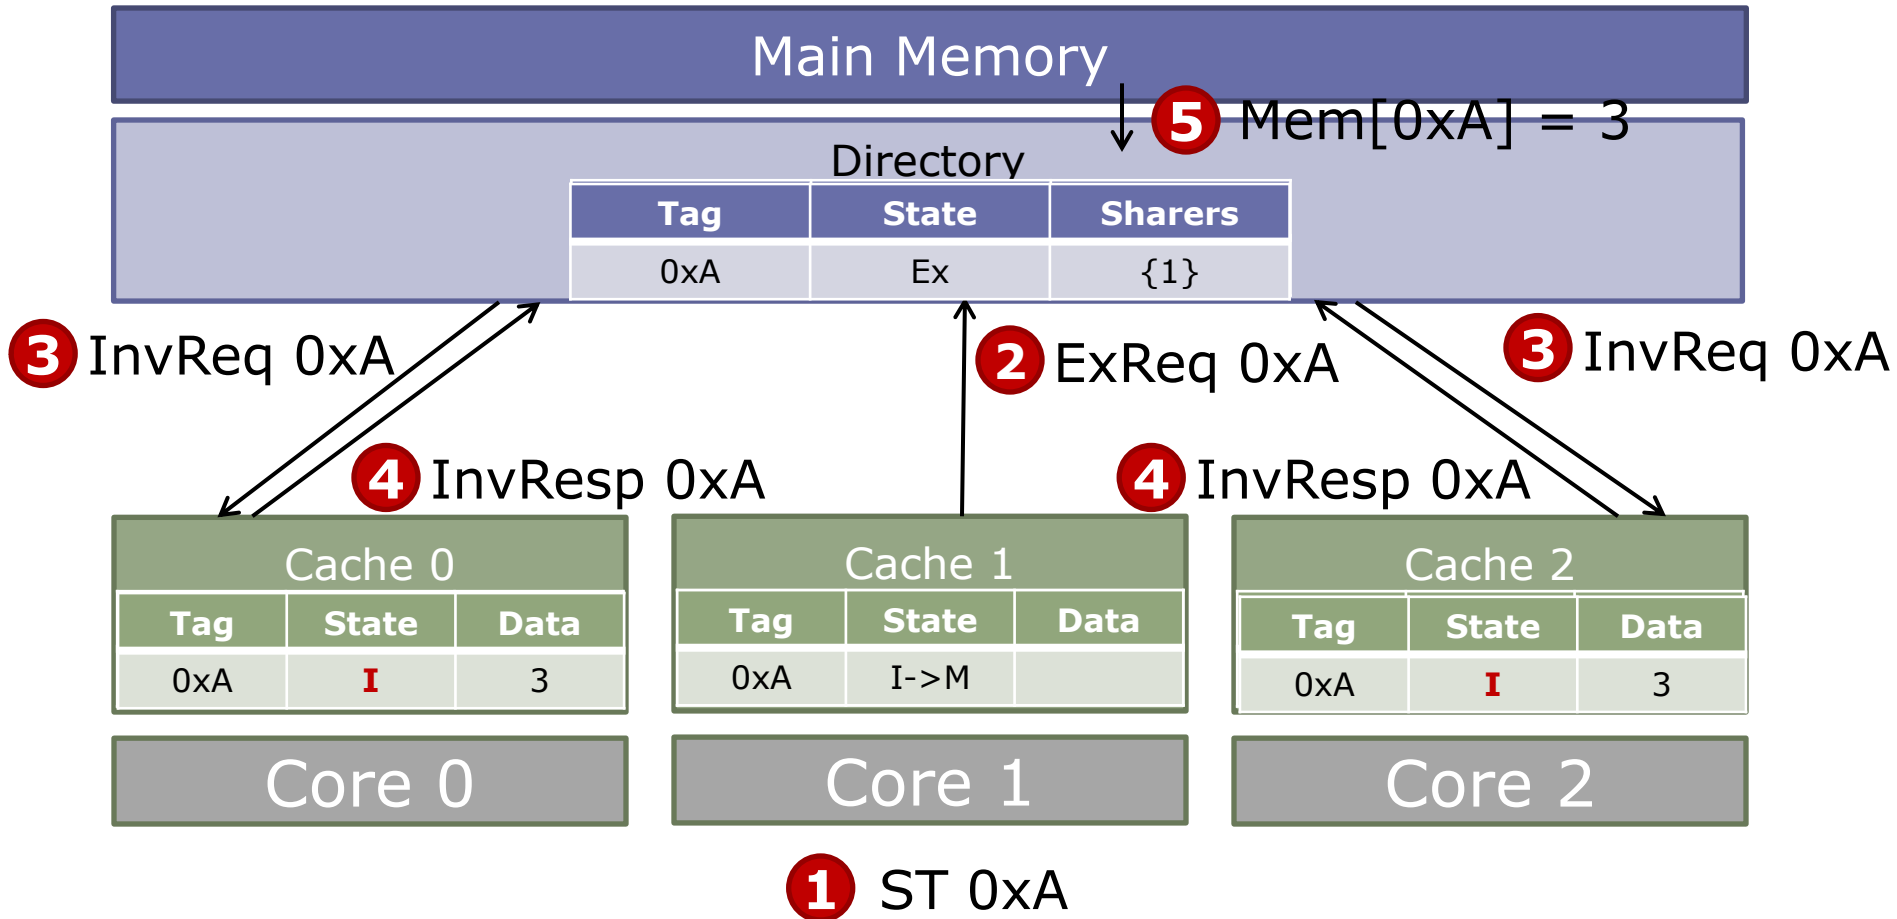 Main Memory
5 Mem[0xA] = 3
Directory
Tag State Sharers
0xA Ex {1}
3 InvReq 0xA
2 ExReq 0xA
3 InvReq 0xA
4 InvResp 0xA
4 InvResp 0xA
Cache 0
Tag State Data
0xA I 3
Cache 1
Tag State Data
0xA I->M
Cache 2
Tag State Data
0xA I 3
Core 0
Core 1
Core 2
1 ST 0xA